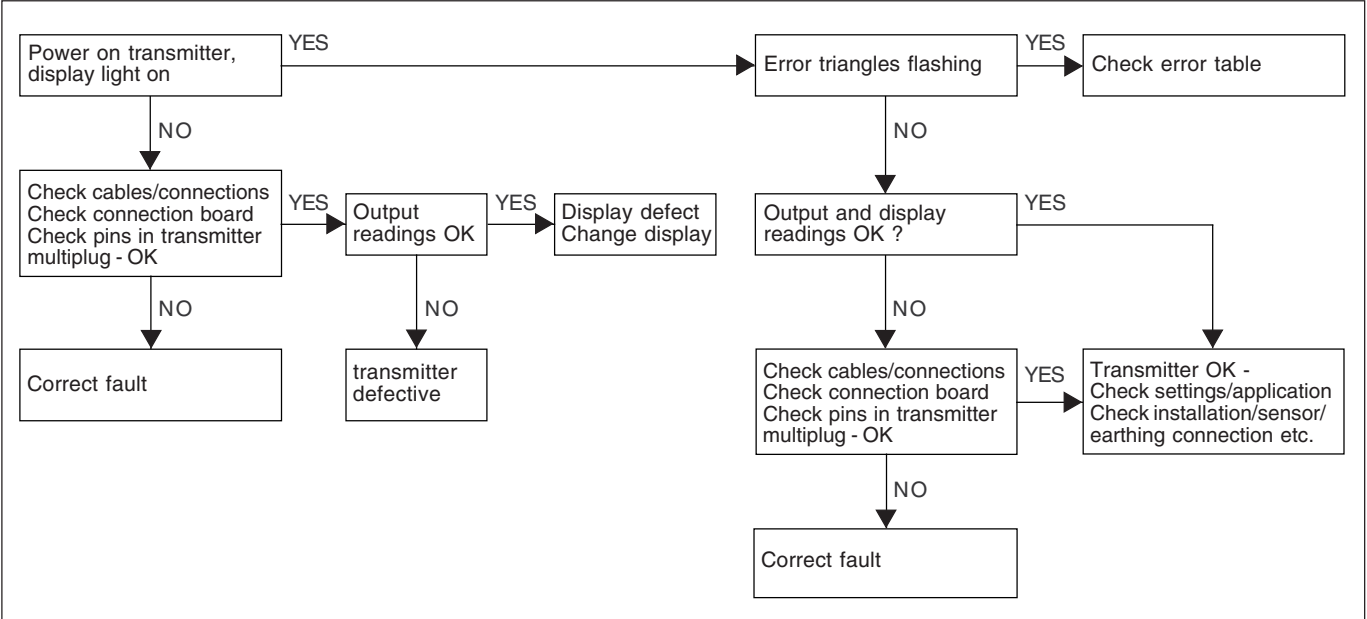 Power on transmitter,
display light on
YES
Error triangles flashing
YES
Check error table
NO
NO
Check cables/connections
Check connection board
Check pins in transmitter
multiplug - OK
YES
Output
readings OK
YES
Display defect
Change display
Output and display
readings OK ?
YES
NO
NO
NO
Correct fault
transmitter
defective
Check cables/connections
Check connection board
Check pins in transmitter
multiplug - OK
YES
Transmitter OK -
Check settings/application
Check installation/sensor/
earthing connection etc.
NO
Correct fault